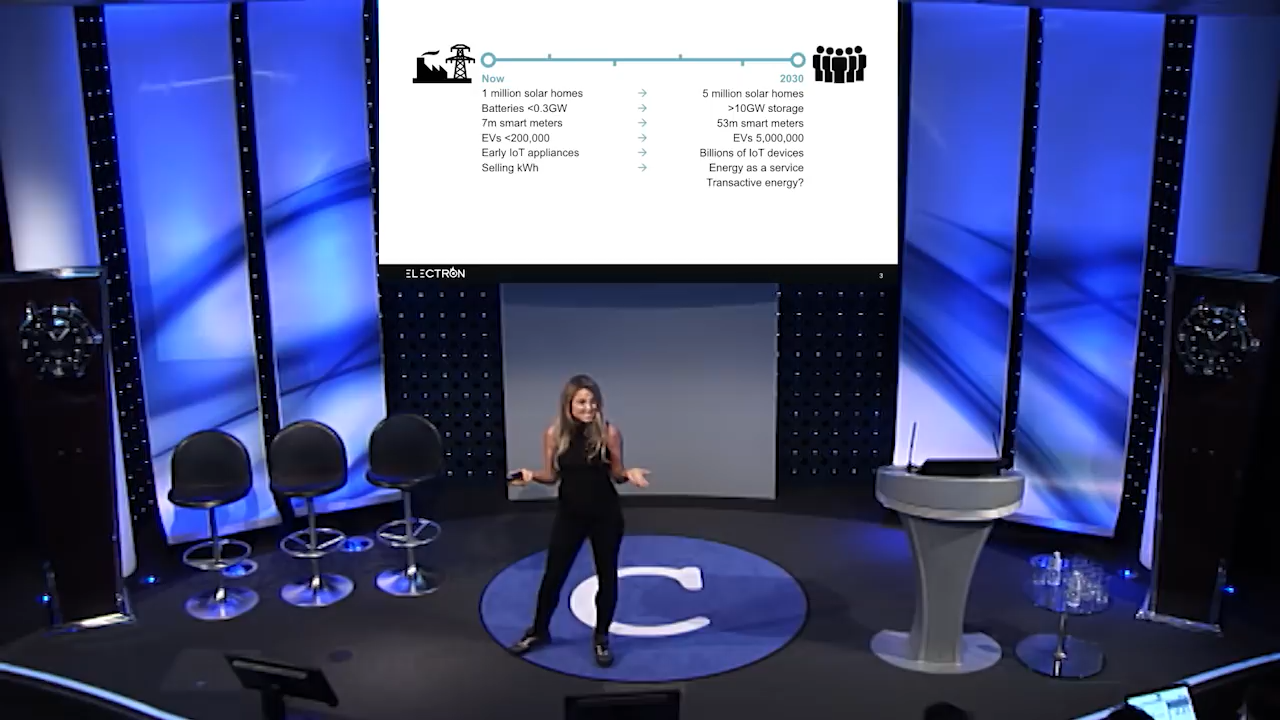 Now 2030
1 million solar homes → 5 million solar homes
Batteries <0.3GW → >10GW storage
7m smart meters → 53m smart meters
EVs <200,000 → EVs 5,000,000
Early IoT appliances → Billions of IoT devices
Selling kWh → Energy as a service
Transactive energy?
ELECTRON 3
C